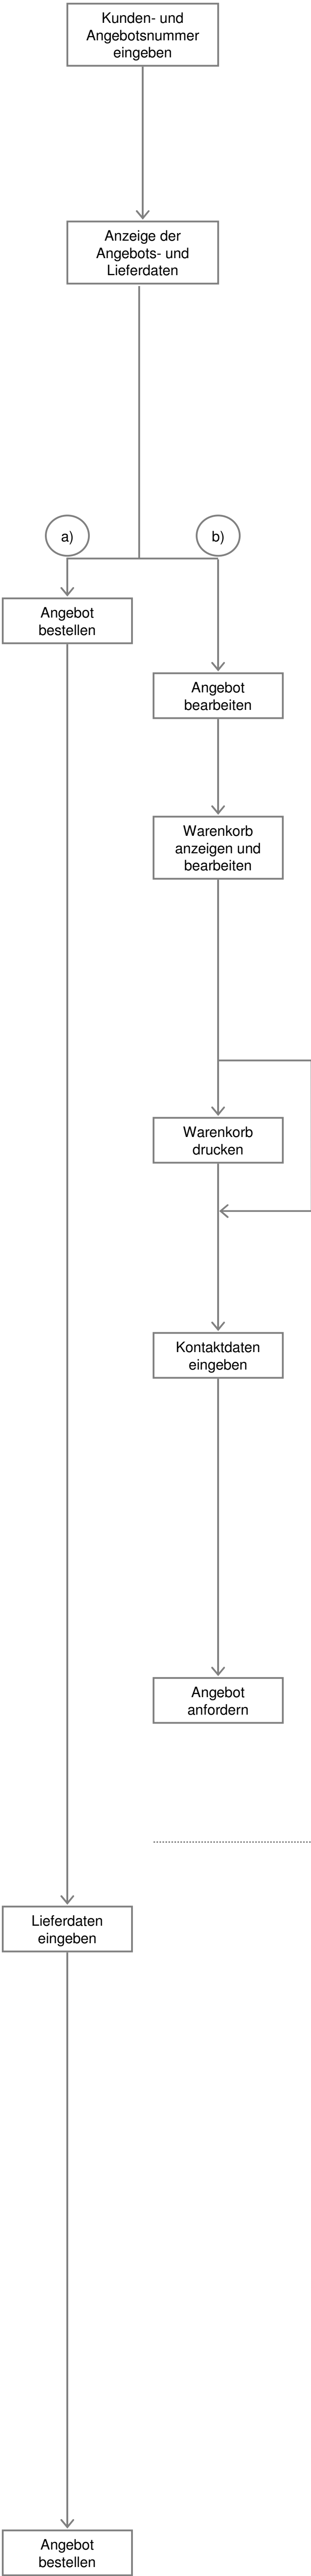 Kunden- und
Angebotsnummer
eingeben
Anzeige der
Angebots- und
Lieferdaten
a)
b)
Angebot
bestellen
Angebot
bearbeiten
Warenkorb
anzeigen und
bearbeiten
Warenkorb
drucken
Kontaktdaten
eingeben
Angebot
anfordern
Lieferdaten
eingeben
Angebot
bestellen